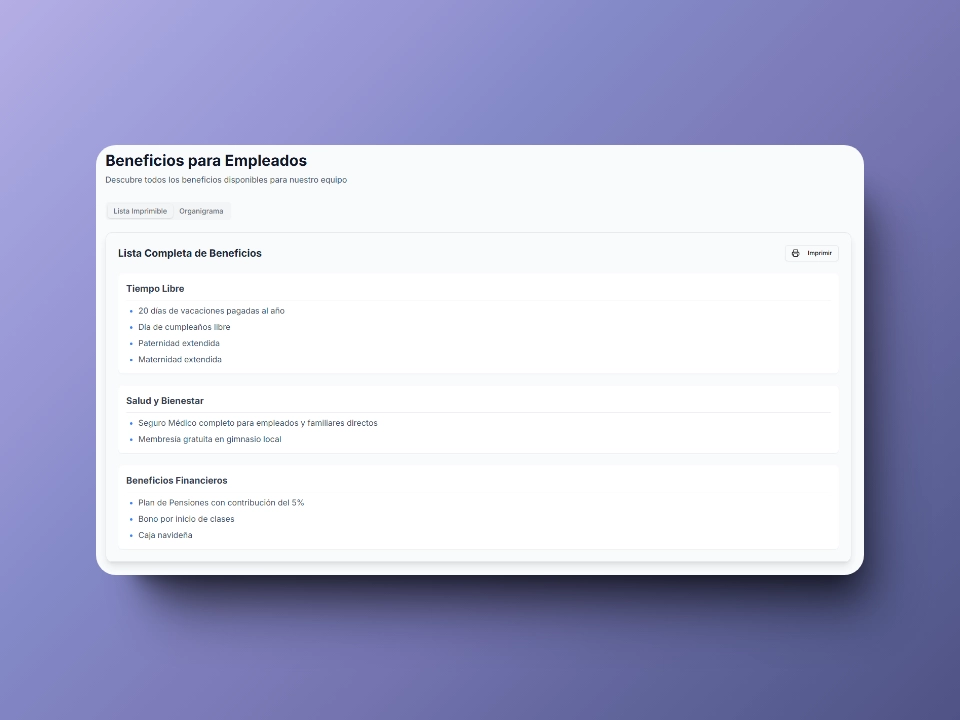 Beneficios para Empleados
Descubre todos los beneficios disponibles para nuestro equipo
Lista Imprimible
Organigrama
Lista Completa de Beneficios
Imprimir
Tiempo Libre
20 días de vacaciones pagadas al año
Día de cumpleaños libre
Paternidad extendida
Maternidad extendida
Salud y Bienestar
Seguro Médico completo para empleados y familiares directos
Membresía gratuita en gimnasio local
Beneficios Financieros
Plan de Pensiones con contribución del 5%
Bono por inicio de clases
Caja navideña